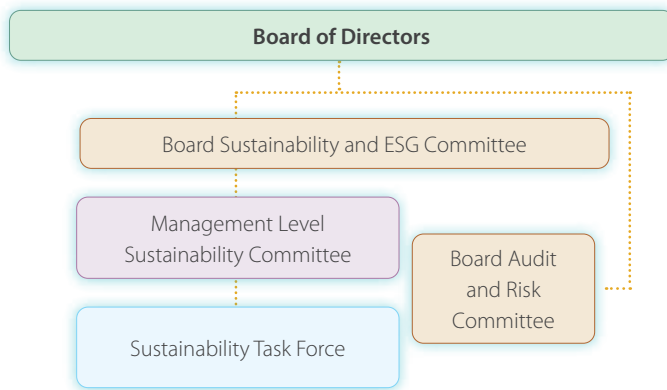 Board of Directors
Board Sustainability and ESG Committee
Management Level
Sustainability Committee
Board Audit
and Risk
Committee
Sustainability Task Force